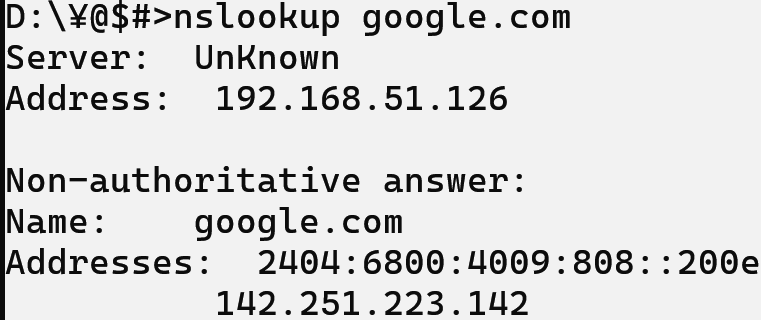 D:\¥@$#>nslookup google.com
Server:  UnKnown
Address:  192.168.51.126

Non-authoritative answer:
Name:    google.com
Addresses:  2404:6800:4009:808::200e
          142.251.223.142